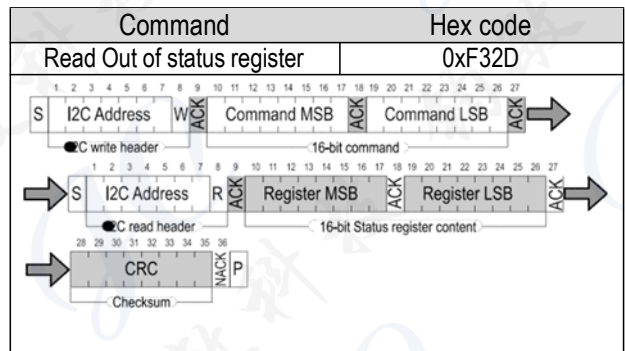 Command Hex code
Read Out of status register 0xF32D
1 2 3 4 5 6 7 8 9 10 11 12 13 14 15 16 17 18 19 20 21 22 23 24 25 26 27
S I2C Address W ACK Command MSB ACK Command LSB ACK
2C write header 16-bit command
1 2 3 4 5 6 7 8 9 10 11 12 13 14 15 16 17 18 19 20 21 22 23 24 25 26 27
S I2C Address R ACK Register MSB ACK Register LSB ACK
2C read header 16-bit Status register content
28 29 30 31 32 33 34 35 36
CRC NACK P
Checksum